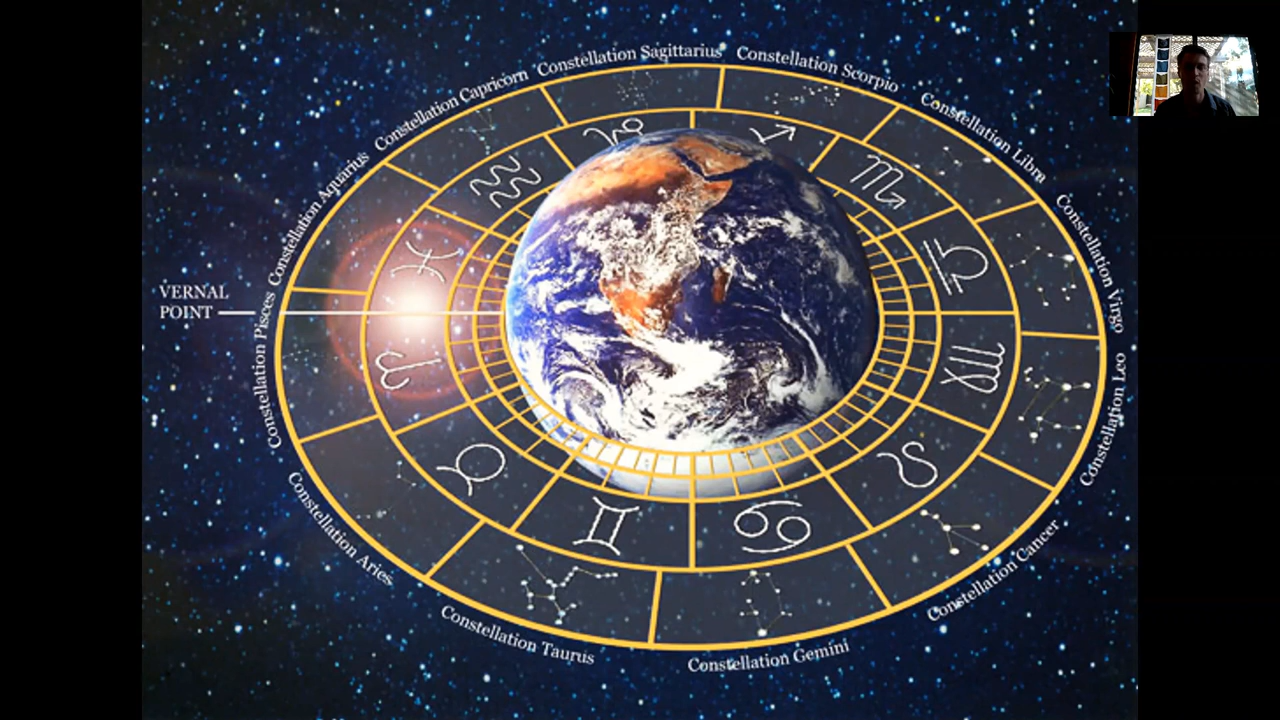 Constellation Sagittarius
Constellation Scorpio
Constellation Capricorn
Constellation Libra
Constellation Aquarius
Constellation Virgo
VERNAL
POINT
Constellation Pisces
Constellation Leo
Constellation Aries
Constellation Cancer
Constellation Taurus
Constellation Gemini